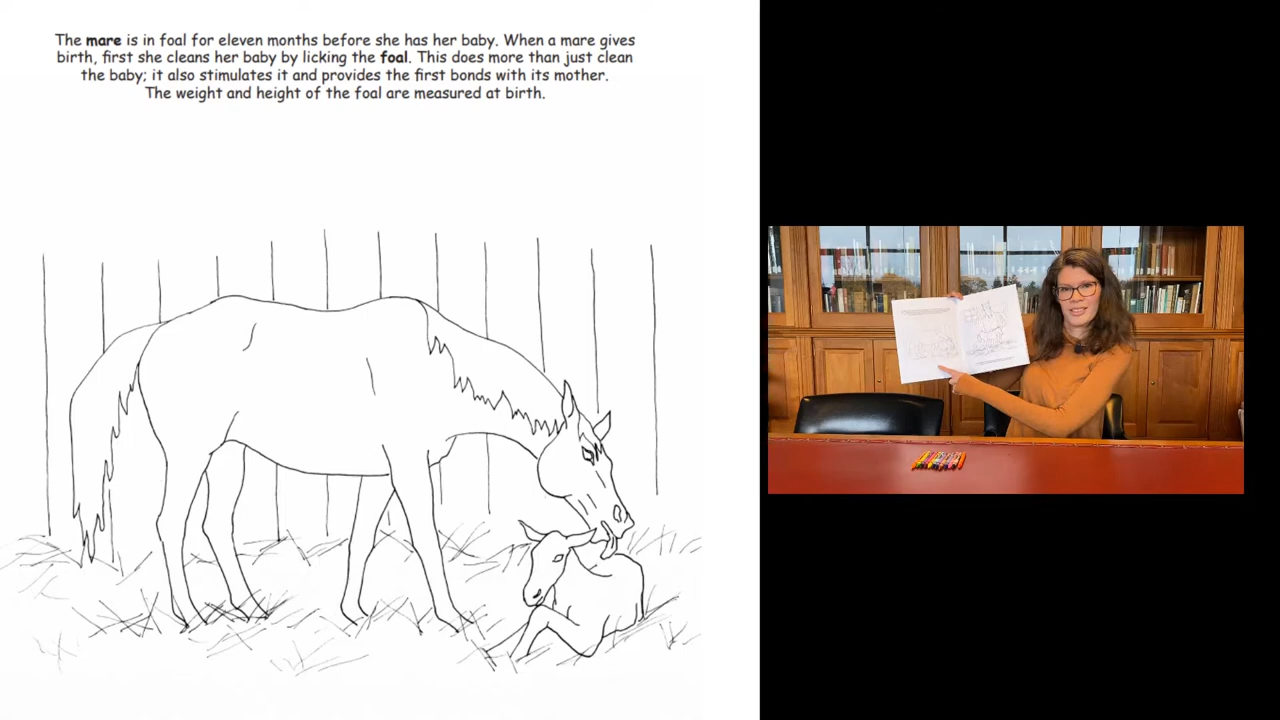 The mare is in foal for eleven months before she has her baby. When a mare gives
birth, first she cleans her baby by licking the foal. This does more than just clean
the baby; it also stimulates it and provides the first bonds with its mother.
The weight and height of the foal are measured at birth.